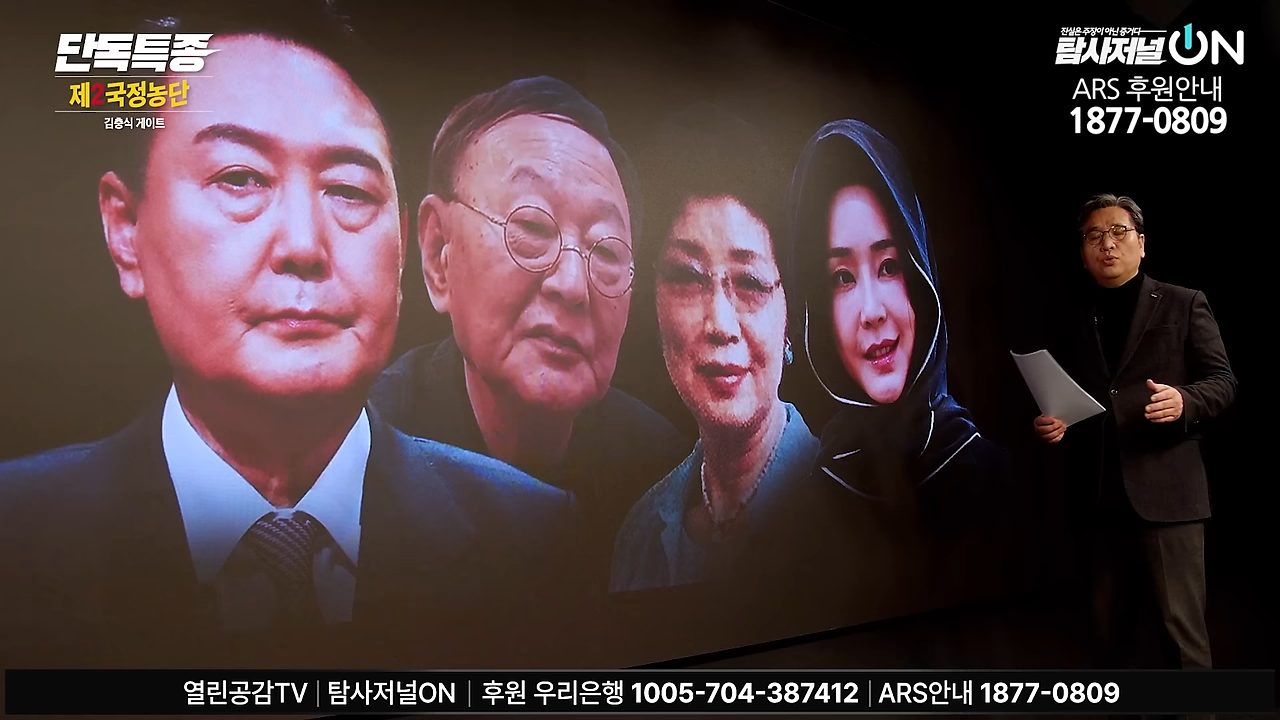 단독특종
제2국정농단
김충식 게이트
진실은 주장이 아닌 증거다
탐사저널ON
ARS 후원안내
1877-0809
열린공감TV | 탐사저널ON | 후원 우리은행 1005-704-387412 | ARS안내 1877-0809